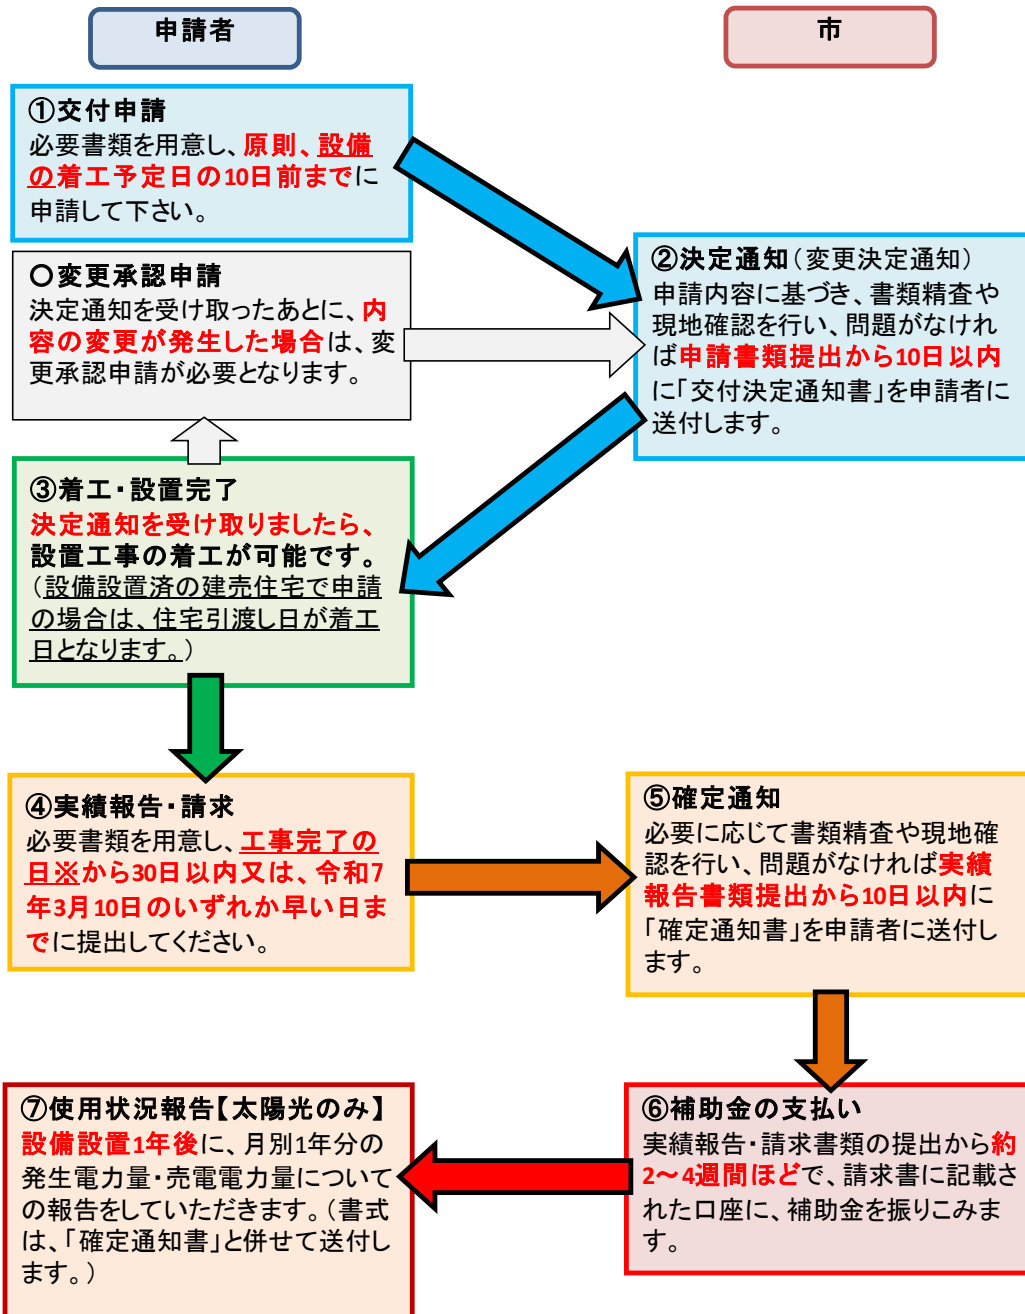 申請者
市
①交付申請
必要書類を用意し、原則、設備
の着工予定日の10日前までに
申請して下さい。
〇変更承認申請
決定通知を受け取ったあとに、内
容の変更が発生した場合は、変
更承認申請が必要となります。
②決定通知（変更決定通知）
申請内容に基づき、書類精査や
現地確認を行い、問題がなけれ
ば申請書類提出から10日以内
に「交付決定通知書」を申請者に
送付します。
③着工・設置完了
決定通知を受け取りましたら、
設置工事の着工が可能です。
（設備設置済の建売住宅で申請
の場合は、住宅引渡し日が着工
日となります。）
④実績報告・請求
必要書類を用意し、工事完了の
日※から30日以内又は、令和7
年3月10日のいずれか早い日ま
でに提出してください。
⑤確定通知
必要に応じて書類精査や現地確
認を行い、問題がなければ実績
報告書類提出から10日以内に
「確定通知書」を申請者に送付し
ます。
⑥補助金の支払い
実績報告・請求書類の提出から約
2～4週間ほどで、請求書に記載さ
れた口座に、補助金を振りこみま
す。
⑦使用状況報告【太陽光のみ】
設備設置1年後に、月別1年分の
発生電力量・売電電力量について
の報告をしていただきます。（書式
は、「確定通知書」と併せて送付し
ます。）